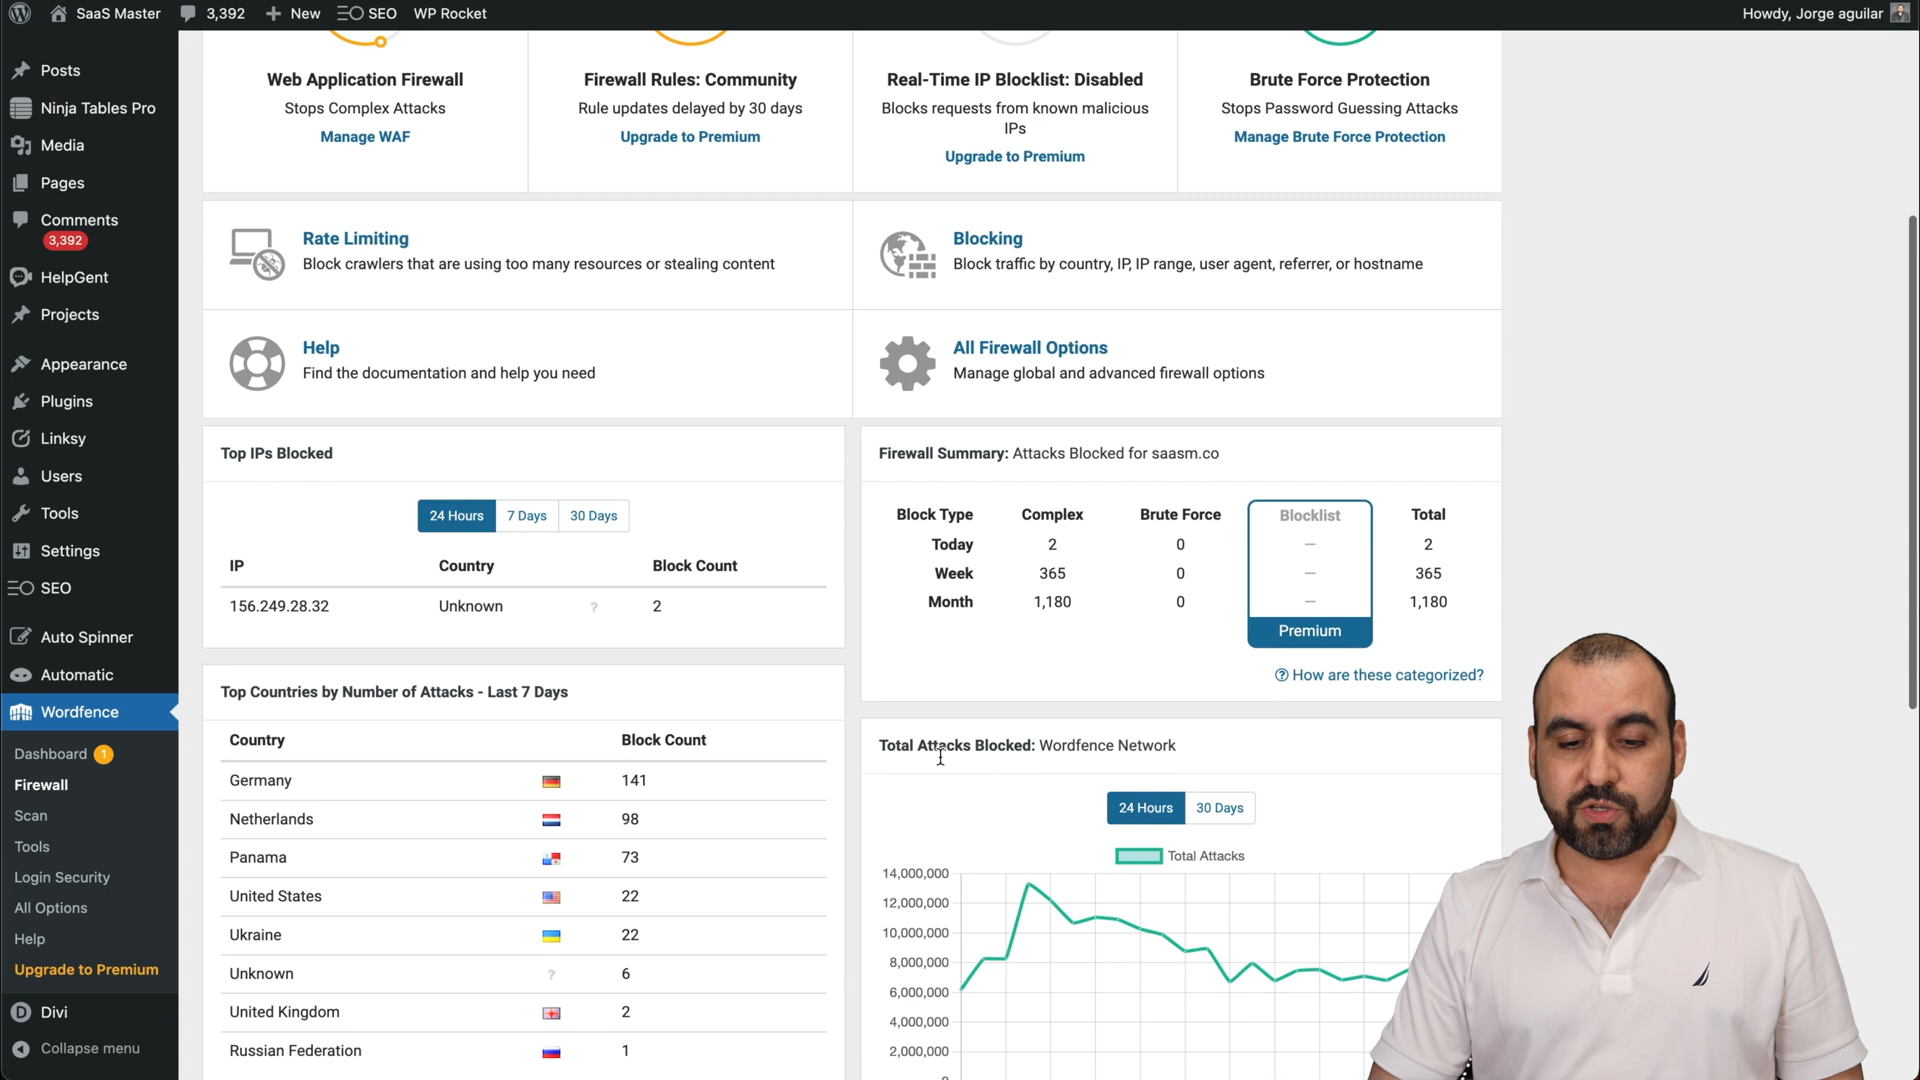 SaaS Master 3,392 New SEO WP Rocket Howdy, Jorge aguilar
Posts
Ninja Tables Pro
Media
Pages
Comments
3,392
HelpGent
Projects
Appearance
Plugins
Linksy
Users
Tools
Settings
SEO
Auto Spinner
Automatic
Wordfence
Dashboard 1
Firewall
Scan
Tools
Login Security
All Options
Help
Upgrade to Premium
Divi
Collapse menu
Web Application Firewall
Stops Complex Attacks
Manage WAF
Firewall Rules: Community
Rule updates delayed by 30 days
Upgrade to Premium
Real-Time IP Blocklist: Disabled
Blocks requests from known malicious
IPs
Upgrade to Premium
Brute Force Protection
Stops Password Guessing Attacks
Manage Brute Force Protection
Rate Limiting
Block crawlers that are using too many resources or stealing content
Blocking
Block traffic by country, IP, IP range, user agent, referrer, or hostname
Help
Find the documentation and help you need
All Firewall Options
Manage global and advanced firewall options
Top IPs Blocked
24 Hours 7 Days 30 Days
IP Country Block Count
156.249.28.32 Unknown ? 2
Firewall Summary: Attacks Blocked for saasm.co
Block Type Complex Brute Force Blocklist Total
Today 2 0 – 2
Week 365 0 – 365
Month 1,180 0 – 1,180
Premium
? How are these categorized?
Top Countries by Number of Attacks - Last 7 Days
Country Block Count
Germany 141
Netherlands 98
Panama 73
United States 22
Ukraine 22
Unknown ? 6
United Kingdom 2
Russian Federation 1
Total Attacks Blocked: Wordfence Network
24 Hours 30 Days
Total Attacks
14,000,000
12,000,000
10,000,000
8,000,000
6,000,000
4,000,000
2,000,000